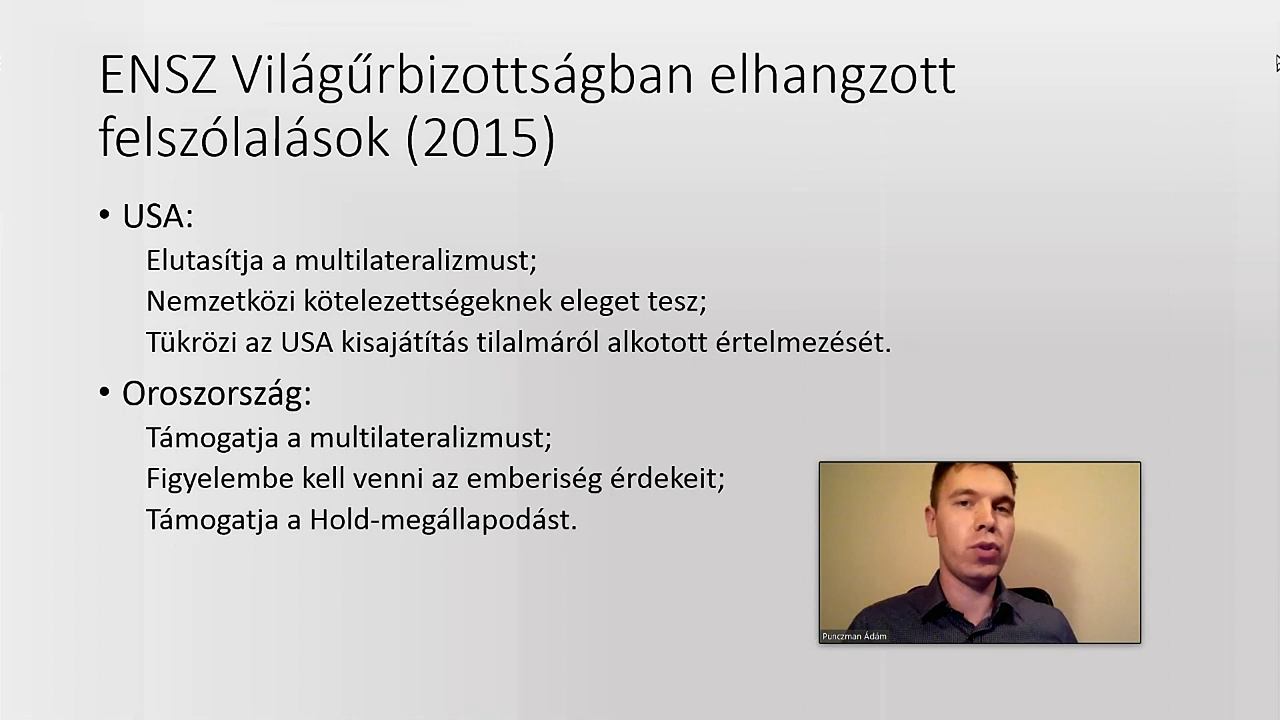 ENSZ Világűrbizottságban elhangzott
felszólalások (2015)
• USA:
Elutasítja a multilateralizmust;
Nemzetközi kötelezettségeknek eleget tesz;
Tükrözi az USA kisajátítás tilalmáról alkotott értelmezését.
• Oroszország:
Támogatja a multilateralizmust;
Figyelembe kell venni az emberiség érdekeit;
Támogatja a Hold-megállapodást.
Punczman Ádám